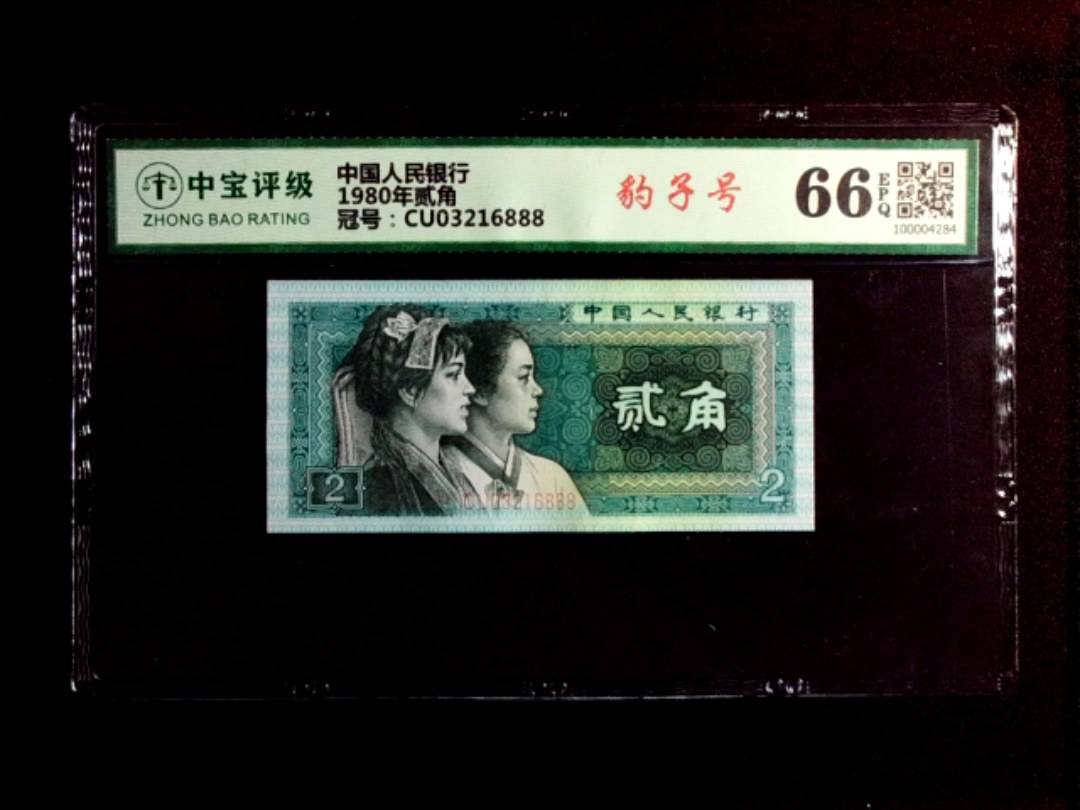 中宝评级
ZHONG BAO RATING
中国人民银行
1980年贰角
冠号：CU03216888
豹子号
66
EPQ
100004284
中国人民银行
贰角
2
2
CU03216888